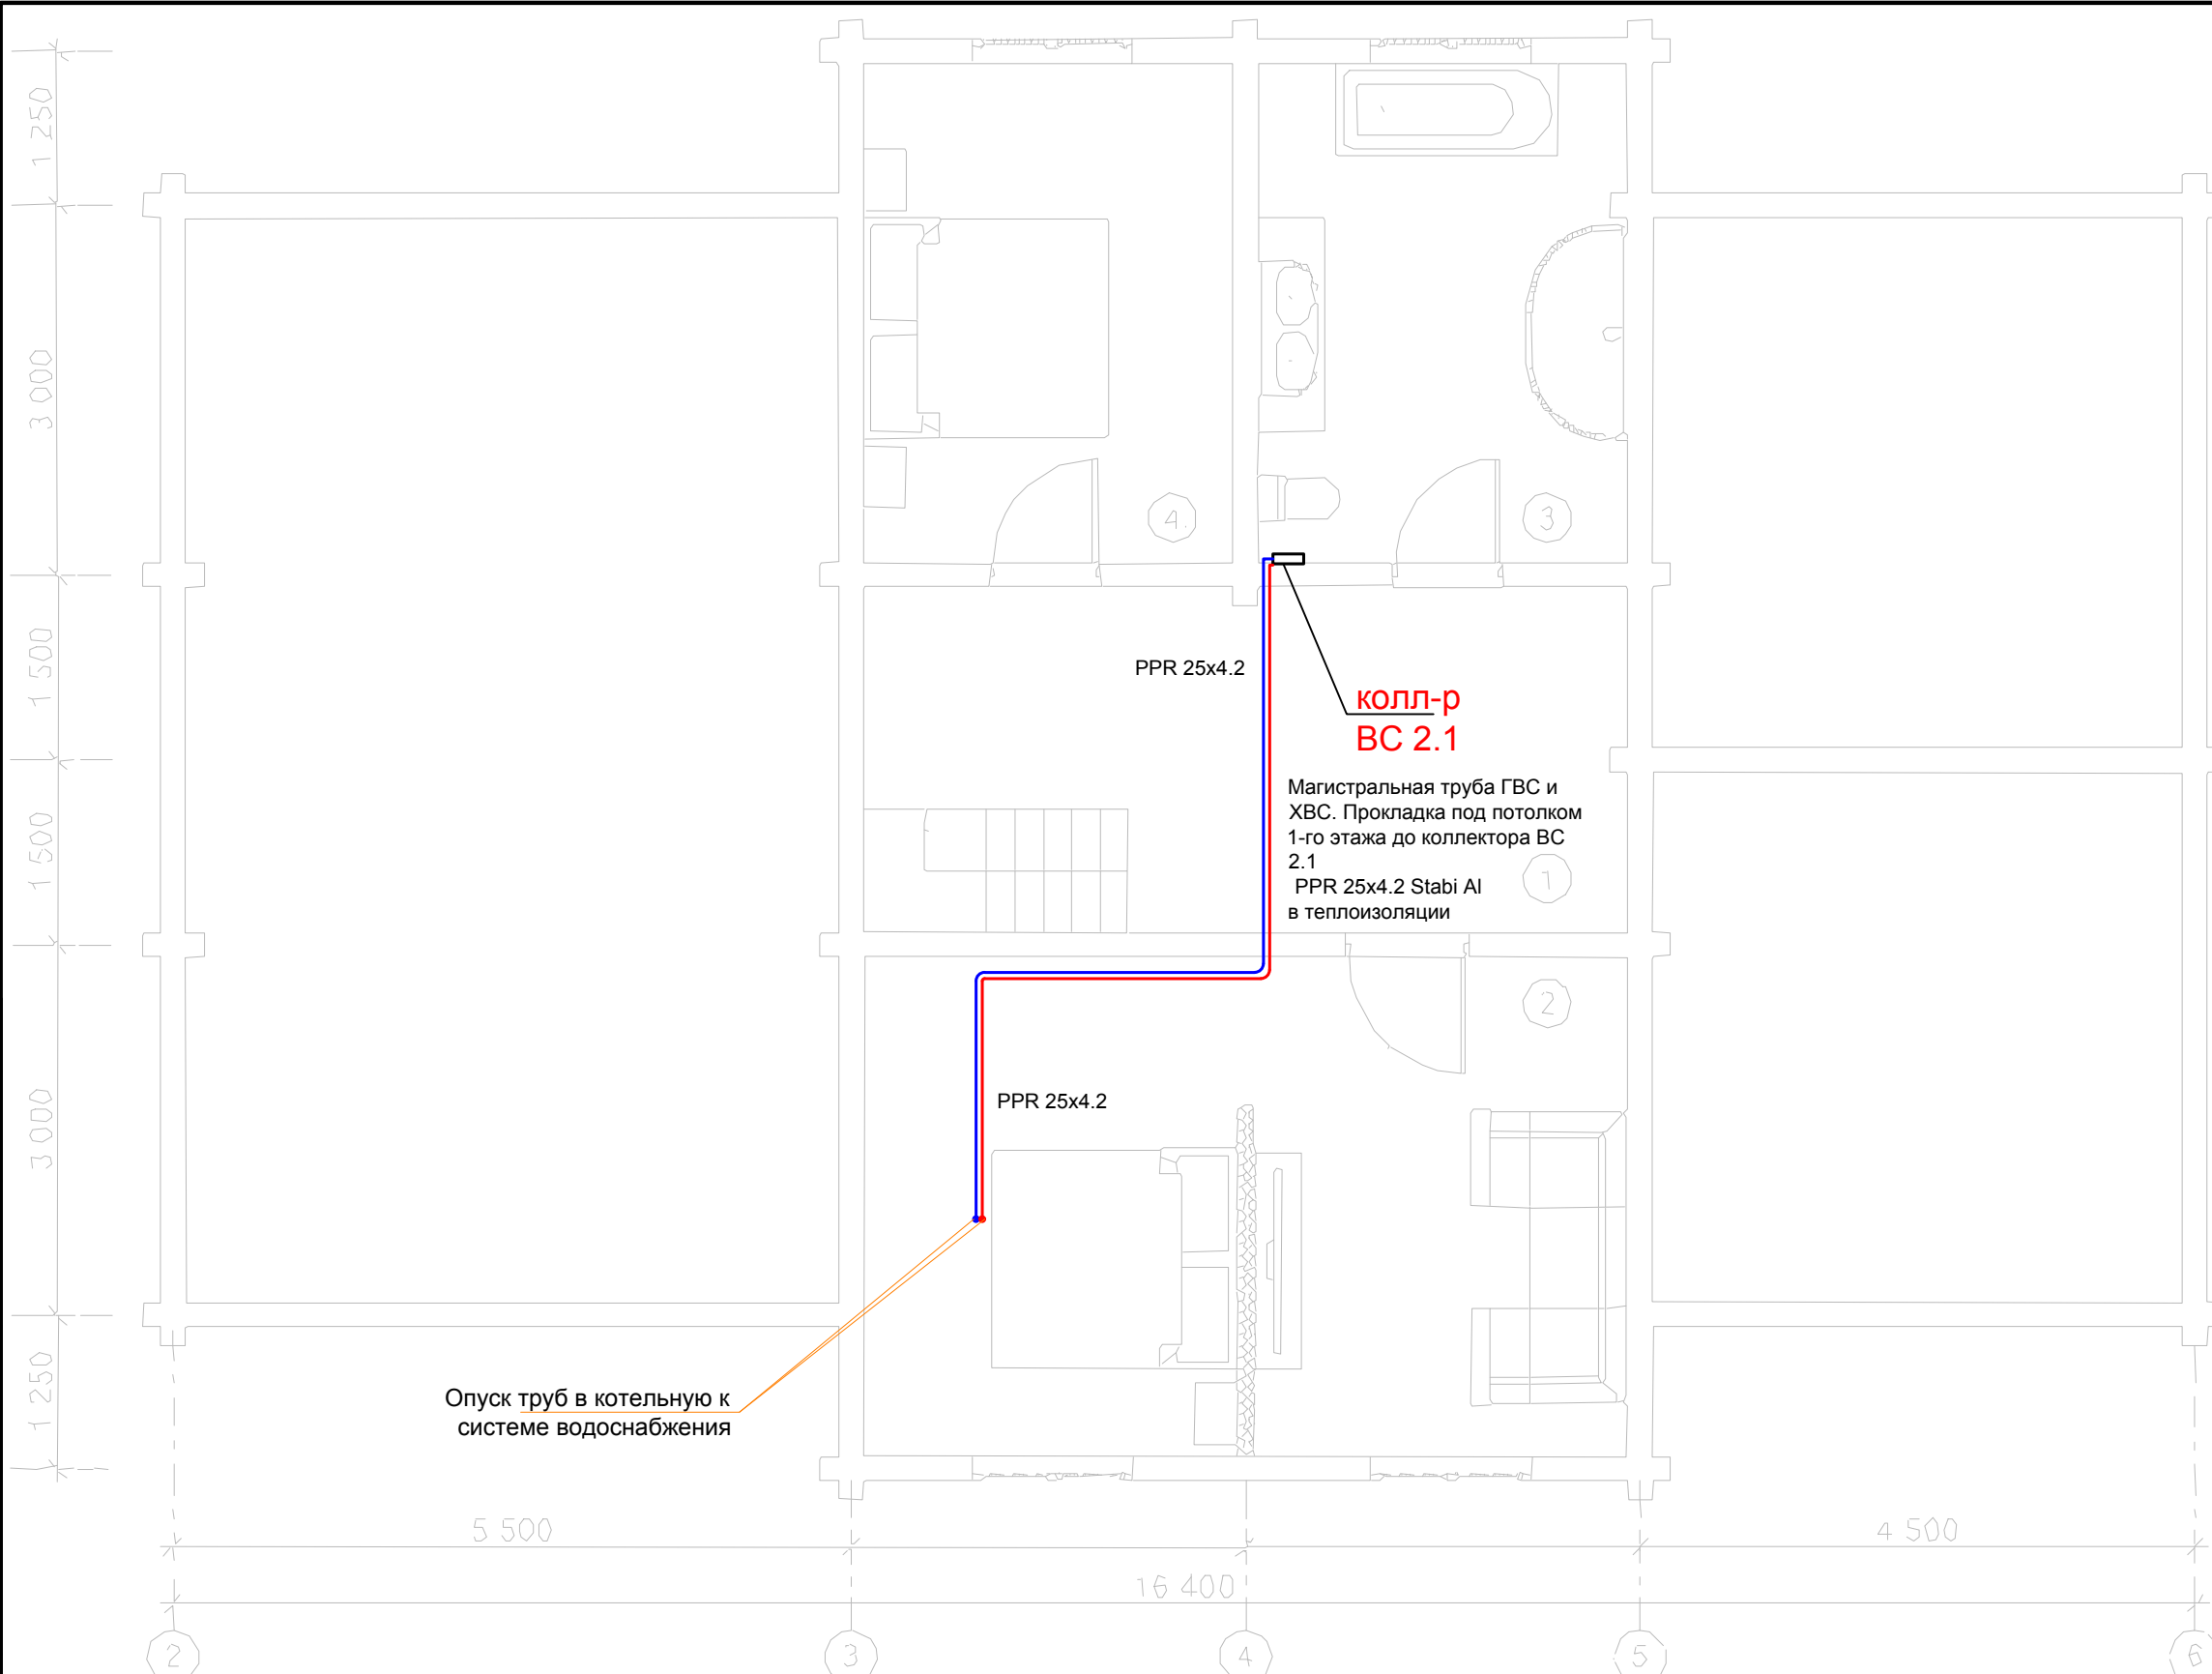 1 250
3 000
1 500
1 500
3 000
1 250
4
3
PPR 25x4.2
колл-р
ВС 2.1
Магистральная труба ГВС и
ХВС. Прокладка под потолком
1-го этажа до коллектора ВС
2.1
PPR 25x4.2 Stabi Al
в теплоизоляции
1
2
PPR 25x4.2
Опуск труб в котельную к
системе водоснабжения
5 500
4 500
16 400
2
3
4
5
6